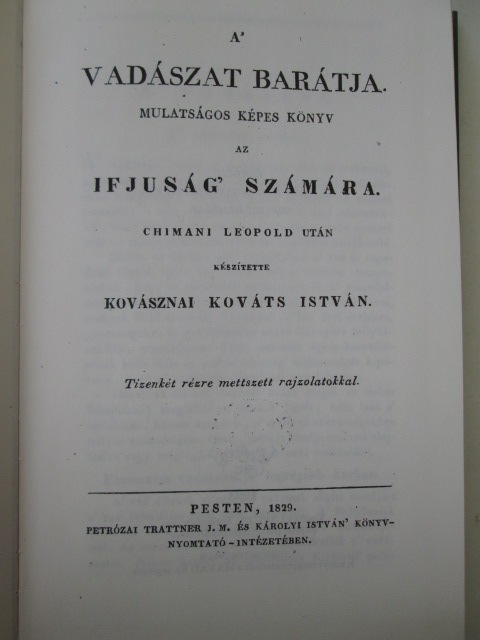 A'
VADÁSZAT BARÁTJA.
MULATSÁGOS KÉPES KÖNYV
AZ
IFJUSÁG' SZÁMÁRA.
CHIMANI LEOPOLD UTÁN
KÉSZÍTETTE
KOVÁSZNAI KOVÁTS ISTVÁN.
Tizenkét rézre mettszett rajzolatokkal.
PESTEN, 1829.
PETRÓZAI TRATTNER J. M. ÉS KÁROLYI ISTVÁN' KÖNYV-
NYOMTATÓ-INTÉZETÉBEN.